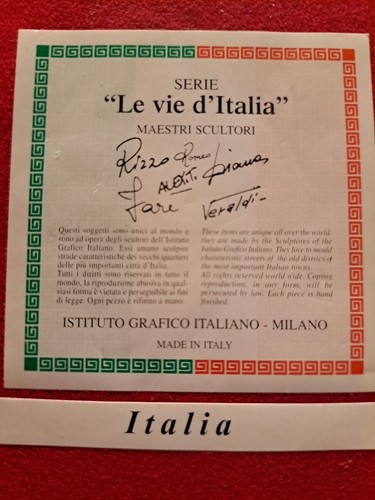 SERIE
"Le vie d'Italia"
MAESTRI SCULTORI
Rizzo Romeo
Fare
Questi soggetti sono unici al mondo e
sono ad opera degli scultori dell'Istituto
Grafico Italiano. Essi amano scolpire
strade caratteristiche dei vecchi quartieri
delle più importanti città d'Italia.
Tutti i diritti sono riservati in tutto il
mondo, la riproduzione abusiva in qual-
siasi forma è vietata e perseguibile ai fini
di legge. Ogni pezzo è rifinito a mano.
These items are unique all over the world.
they are made by the Sculptores of the
Istituto Grafico Italiano. They love to mould
characteristic streets of the old district of
the most important Italian towns.
All rights reserved world wide. Coping
reproduction, in any form, will be
persecuted by law. Each piece is hand
finished.
ISTITUTO GRAFICO ITALIANO - MILANO
MADE IN ITALY
Italia